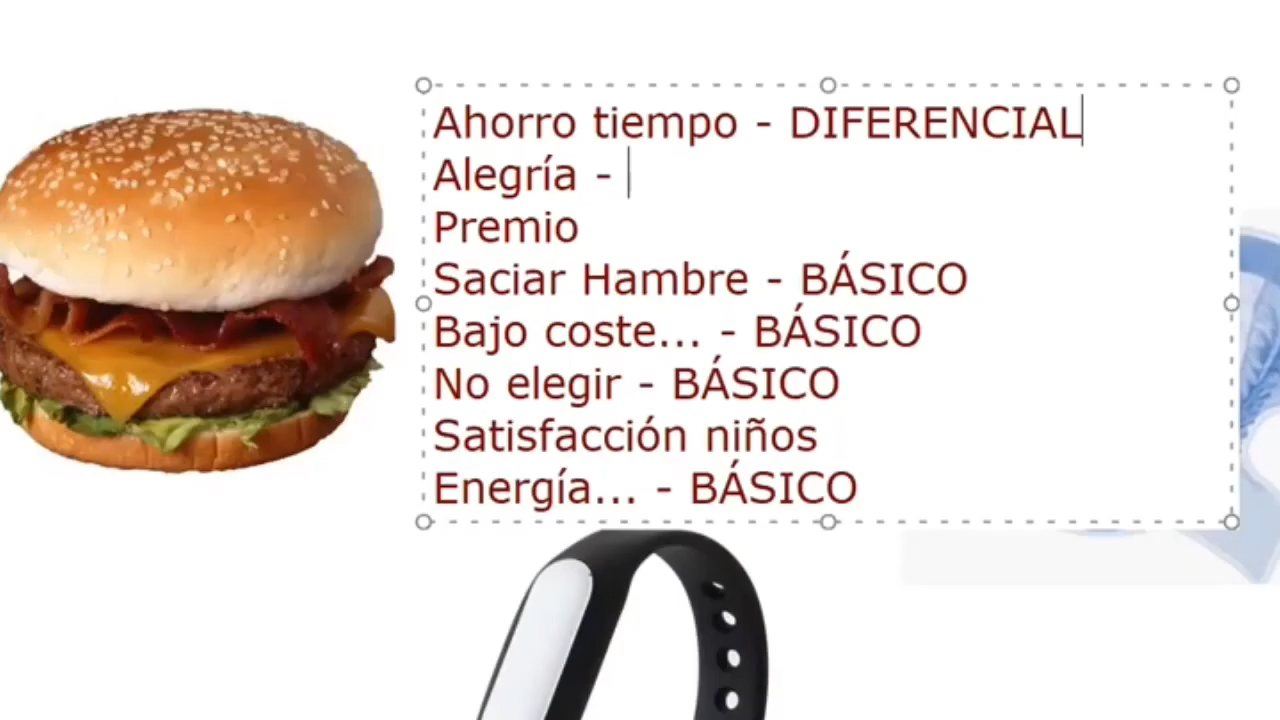 Ahorro tiempo - DIFERENCIAL
Alegría -
Premio
Saciar Hambre - BÁSICO
Bajo coste... - BÁSICO
No elegir - BÁSICO
Satisfacción niños
Energía... - BÁSICO